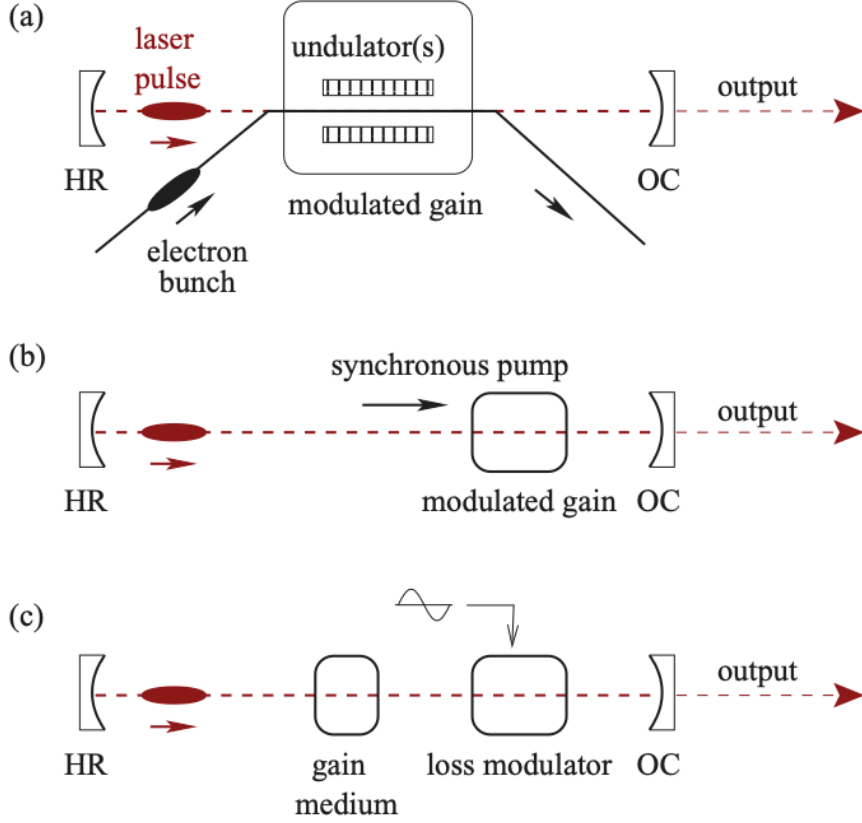 (a)
laser
pulse
undulator(s)
output
HR
OC
modulated gain
electron
bunch
(b)
synchronous pump
output
HR
modulated gain
OC
(c)
output
HR
gain
medium
loss modulator
OC